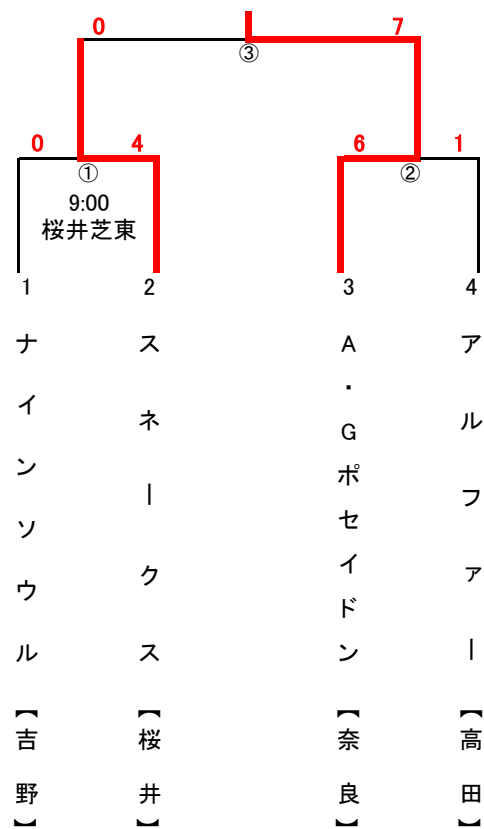 0 7
③
0 4 6 1
① ②
9:00
桜井芝東
1 2 3 4
ナインソウル【吉野】
スネークス【桜井】
A・Gポセイドン【奈良】
アルファー【高田】